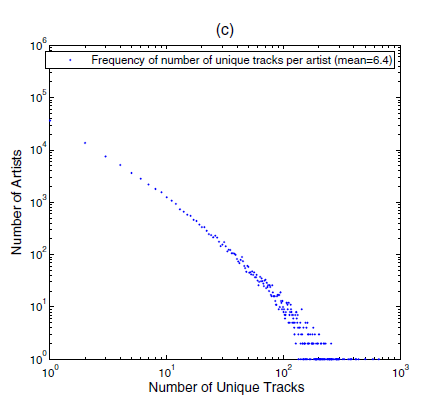 (c)
Frequency of number of unique tracks per artist (mean=6.4)
Number of Artists
10^6
10^5
10^4
10^3
10^2
10^1
10^0
10^0 10^1 10^2 10^3
Number of Unique Tracks